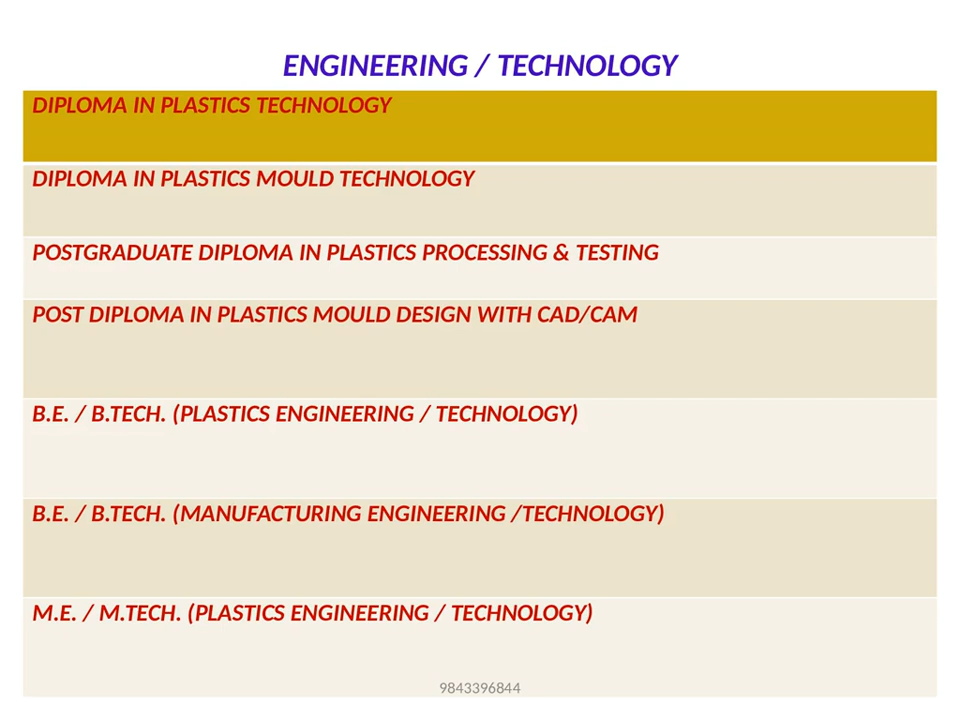 ENGINEERING / TECHNOLOGY
DIPLOMA IN PLASTICS TECHNOLOGY
DIPLOMA IN PLASTICS MOULD TECHNOLOGY
POSTGRADUATE DIPLOMA IN PLASTICS PROCESSING & TESTING
POST DIPLOMA IN PLASTICS MOULD DESIGN WITH CAD/CAM
B.E. / B.TECH. (PLASTICS ENGINEERING / TECHNOLOGY)
B.E. / B.TECH. (MANUFACTURING ENGINEERING /TECHNOLOGY)
M.E. / M.TECH. (PLASTICS ENGINEERING / TECHNOLOGY)
9843396844